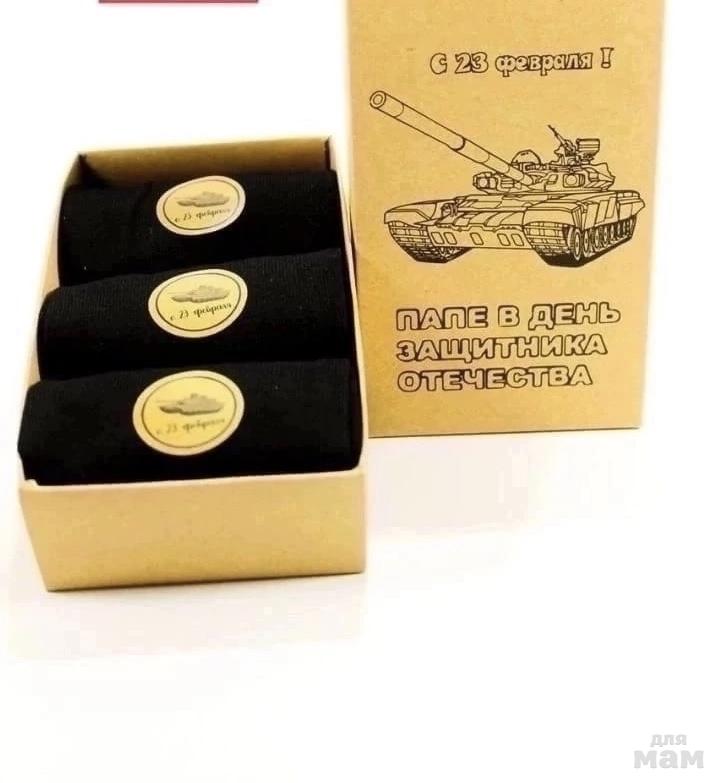 С 23 февраля !
ПАПЕ В ДЕНЬ
ЗАЩИТНИКА
ОТЕЧЕСТВА
с 23 февраля
с 23 февраля
с 23 февраля
для
мам